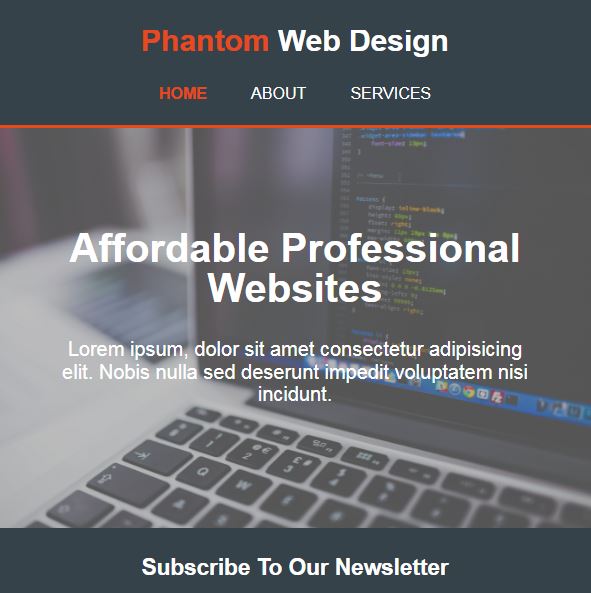 Phantom Web Design
HOME ABOUT SERVICES
Affordable Professional
Websites
Lorem ipsum, dolor sit amet consectetur adipisicing
elit. Nobis nulla sed deserunt impedit voluptatem nisi
incidunt.
Subscribe To Our Newsletter